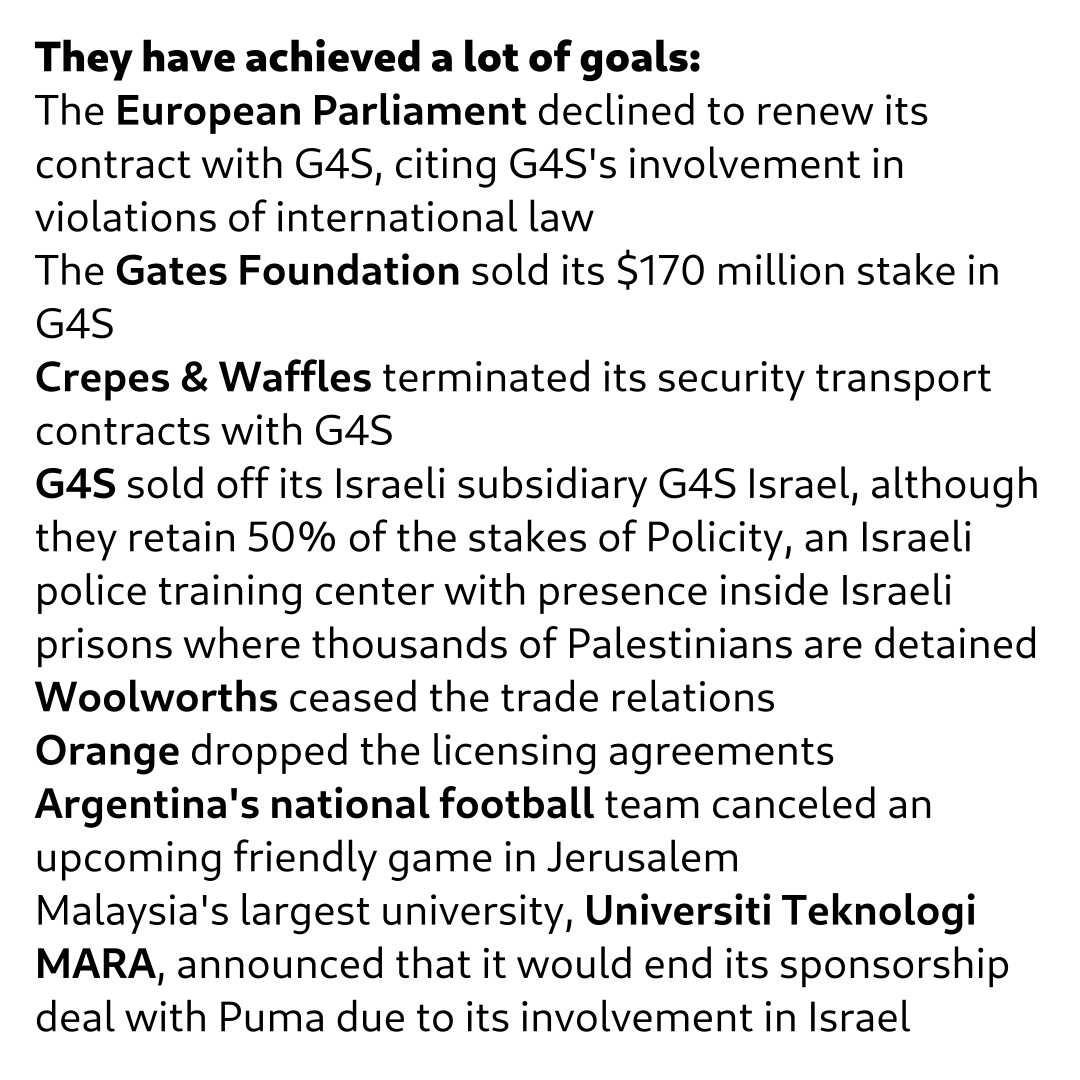 They have achieved a lot of goals:
The European Parliament declined to renew its
contract with G4S, citing G4S's involvement in
violations of international law
The Gates Foundation sold its $170 million stake in
G4S
Crepes & Waffles terminated its security transport
contracts with G4S
G4S sold off its Israeli subsidiary G4S Israel, although
they retain 50% of the stakes of Policity, an Israeli
police training center with presence inside Israeli
prisons where thousands of Palestinians are detained
Woolworths ceased the trade relations
Orange dropped the licensing agreements
Argentina's national football team canceled an
upcoming friendly game in Jerusalem
Malaysia's largest university, Universiti Teknologi
MARA, announced that it would end its sponsorship
deal with Puma due to its involvement in Israel